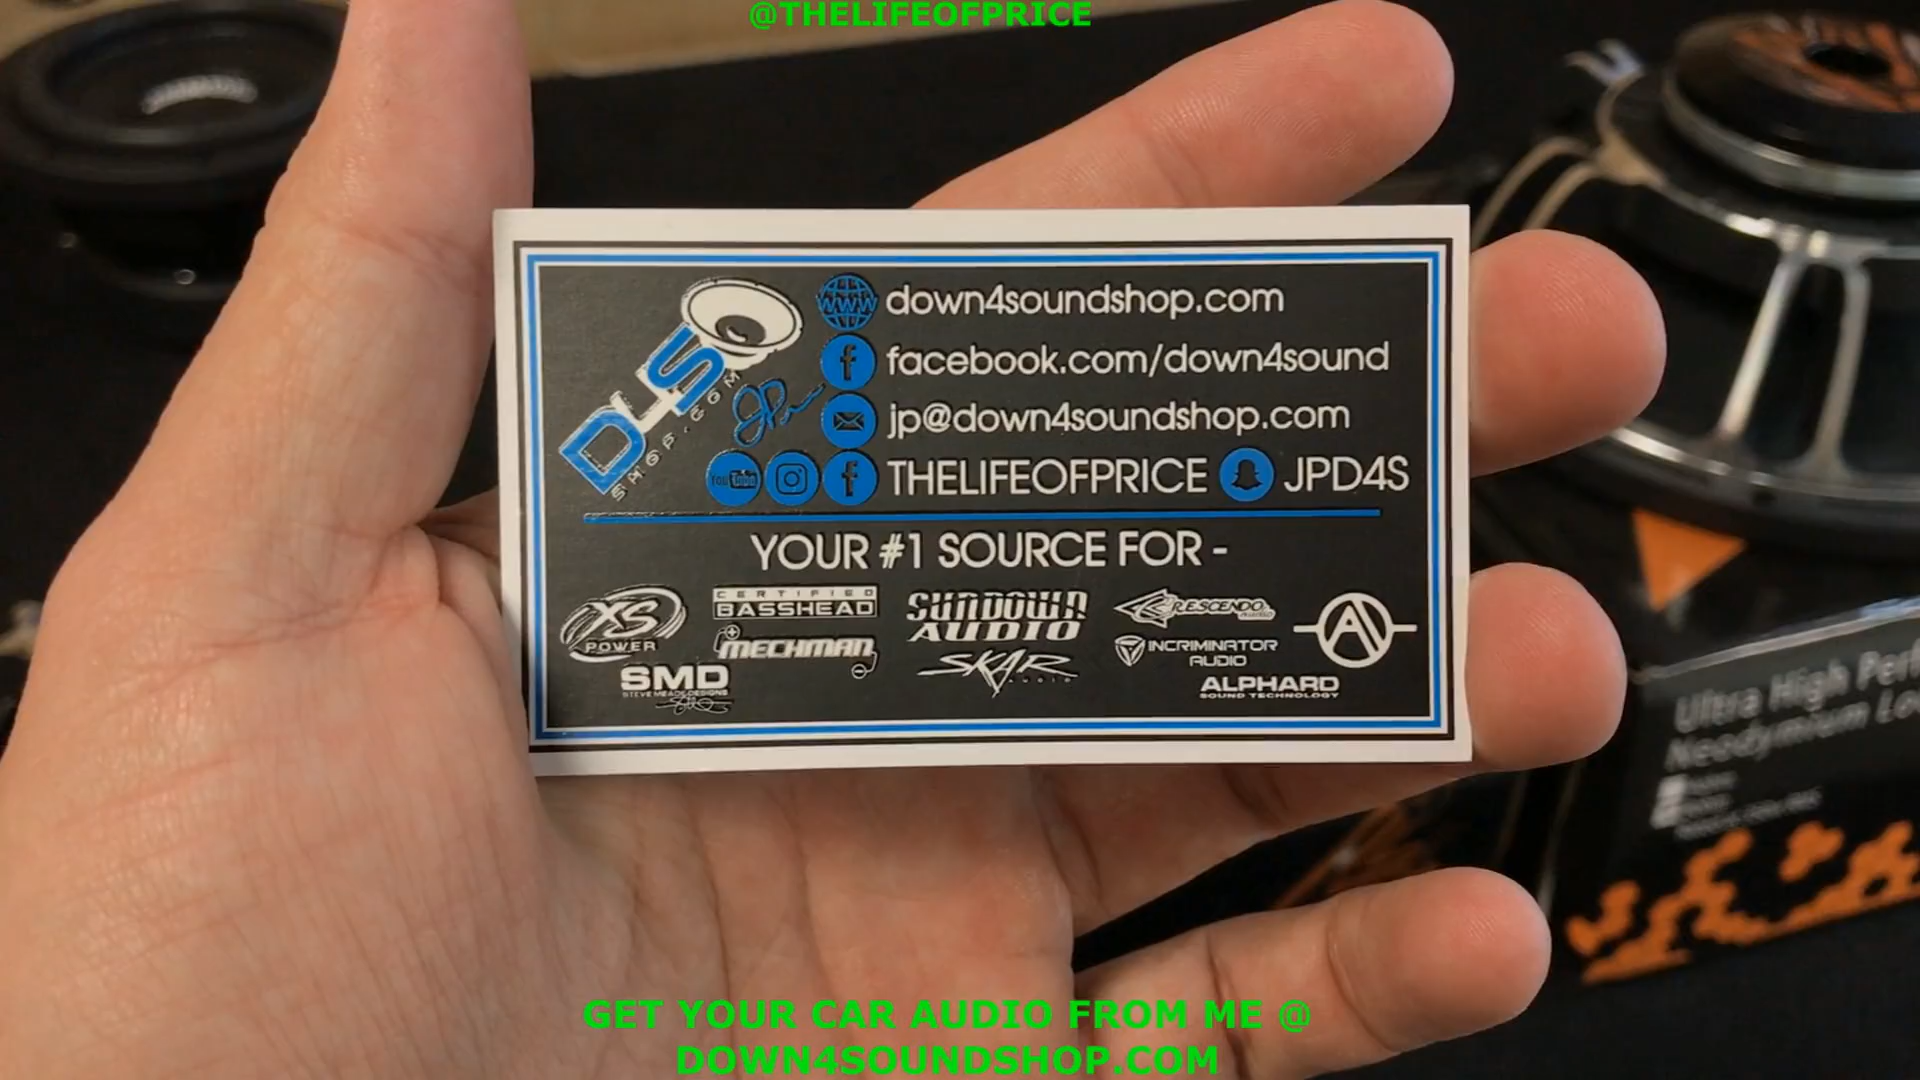 @THELIFEOFPRICE
down4soundshop.com
facebook.com/down4sound
jp@down4soundshop.com
THELIFEOFPRICE JPD4S
D4S
SHOP.COM
YOUR #1 SOURCE FOR -
XS
POWER
SMD
STEVE MEADE DESIGNS
CERTIFIED
BASSHEAD
MECHMAN
SUNDOWN
AUDIO
SKAR
AUDIO
CRESCENDO
INCRIMINATOR
AUDIO
ALPHARD
SOUND TECHNOLOGY
Ultra High
Neodymium
GET YOUR CAR AUDIO FROM ME @
DOWN4SOUNDSHOP.COM